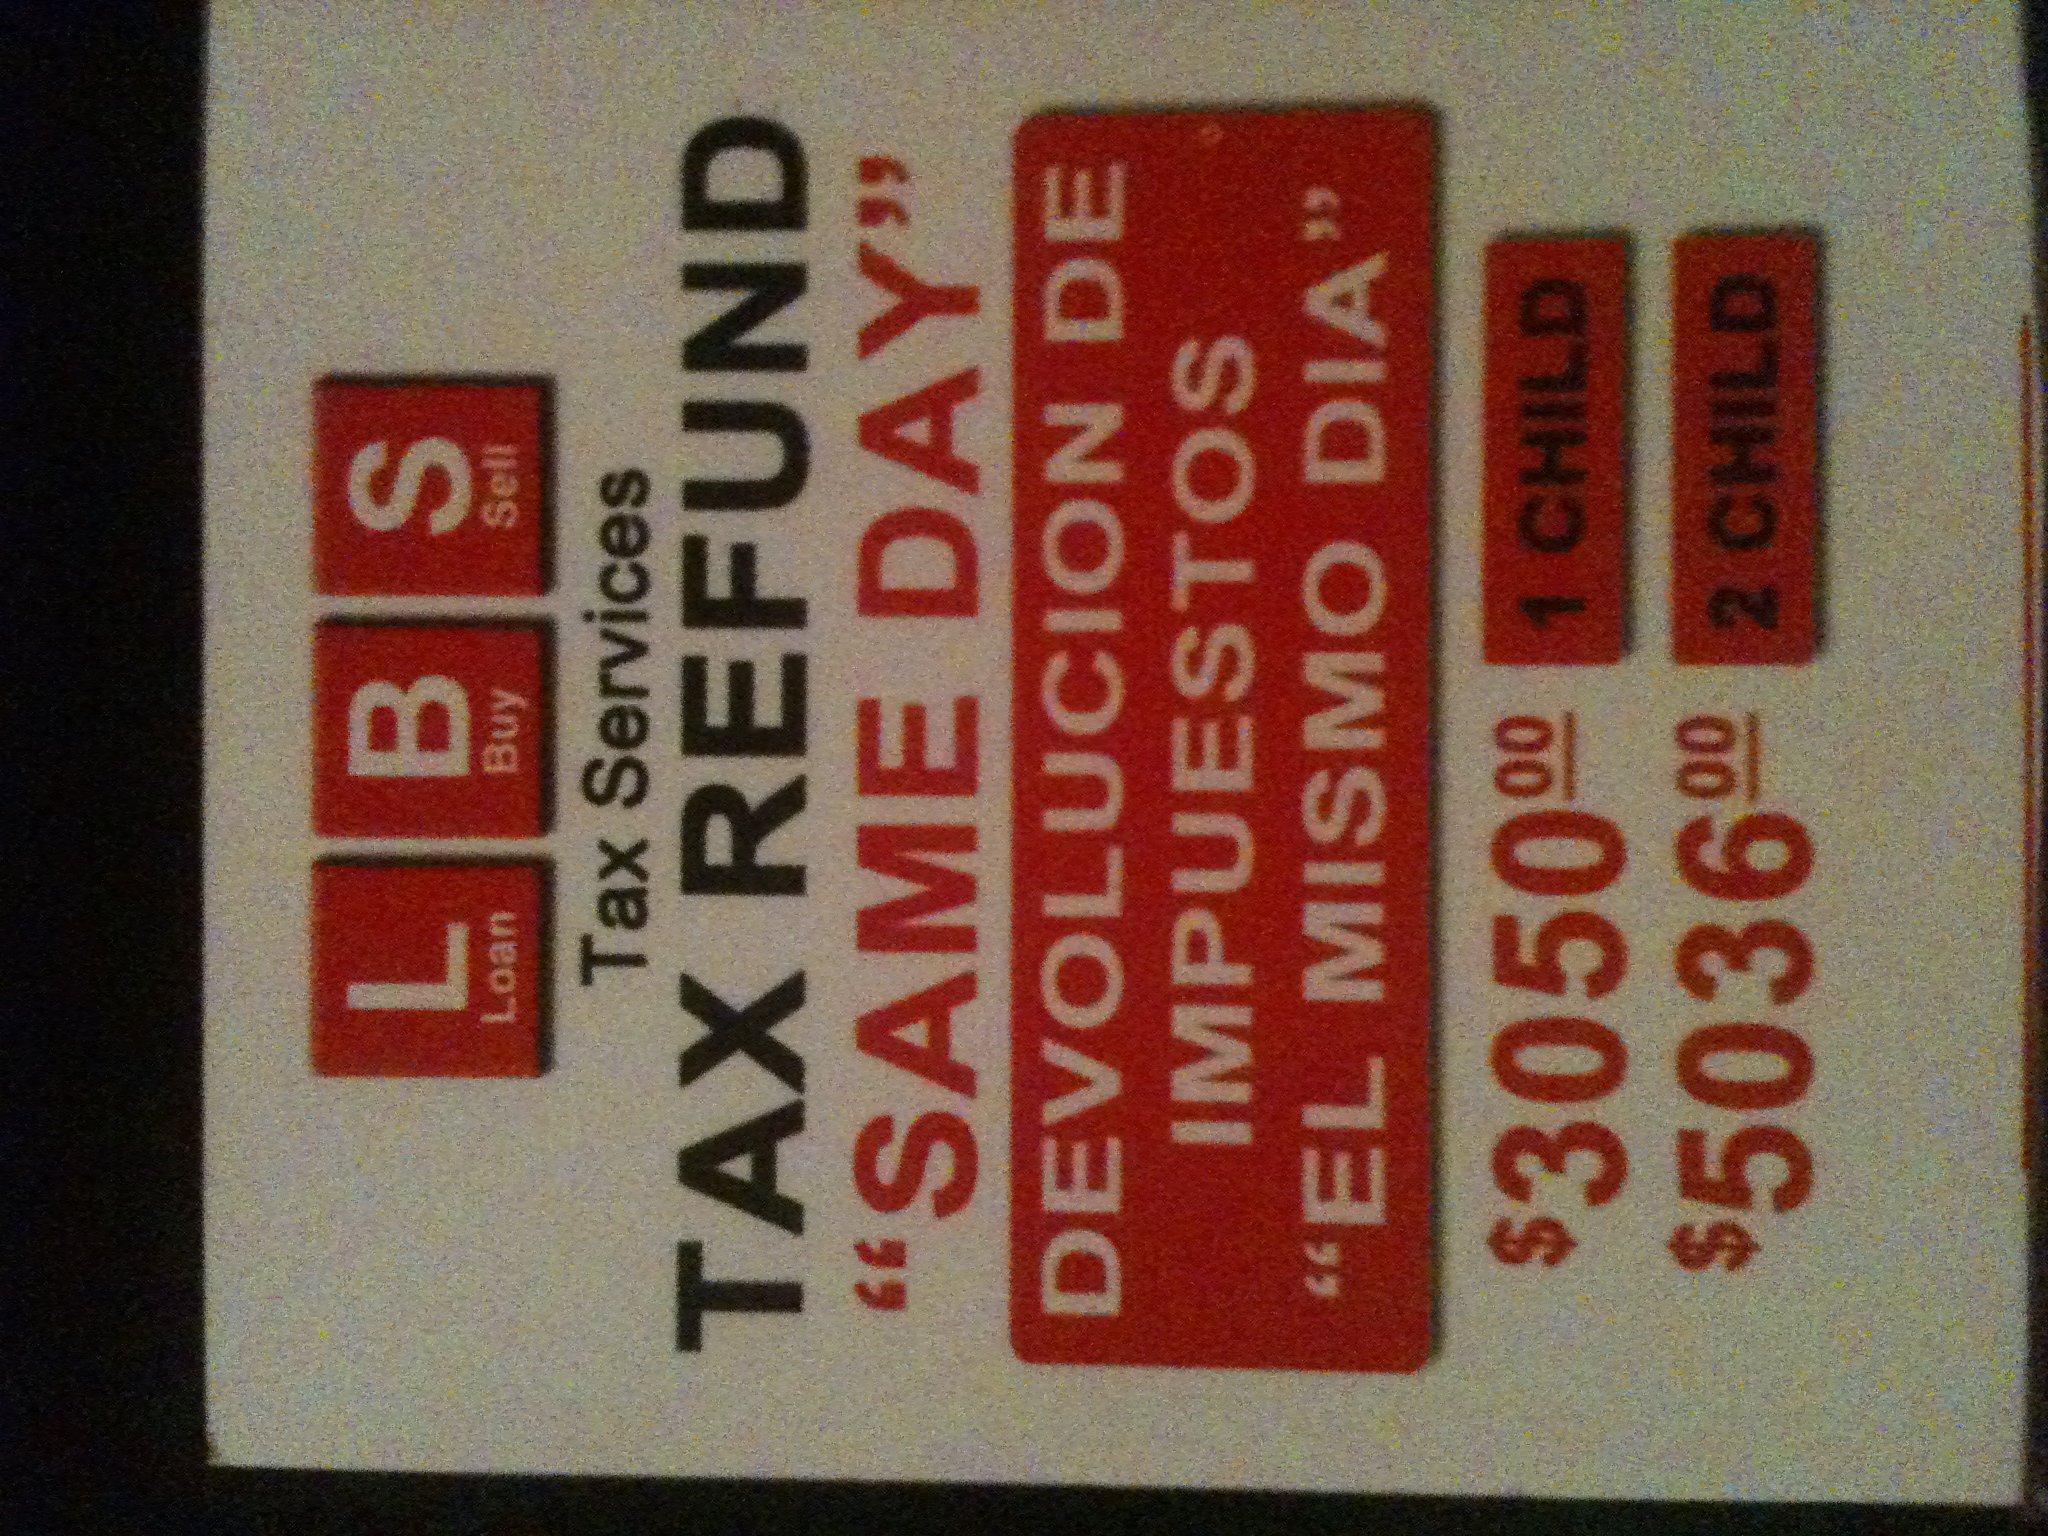 L B S
Loan Buy Sell
Tax Services
TAX REFUND
“SAME DAY”
DEVOLUCION DE
IMPUESTOS
“EL MISMO DIA”
$3050.00 1 CHILD
$5036.00 2 CHILD